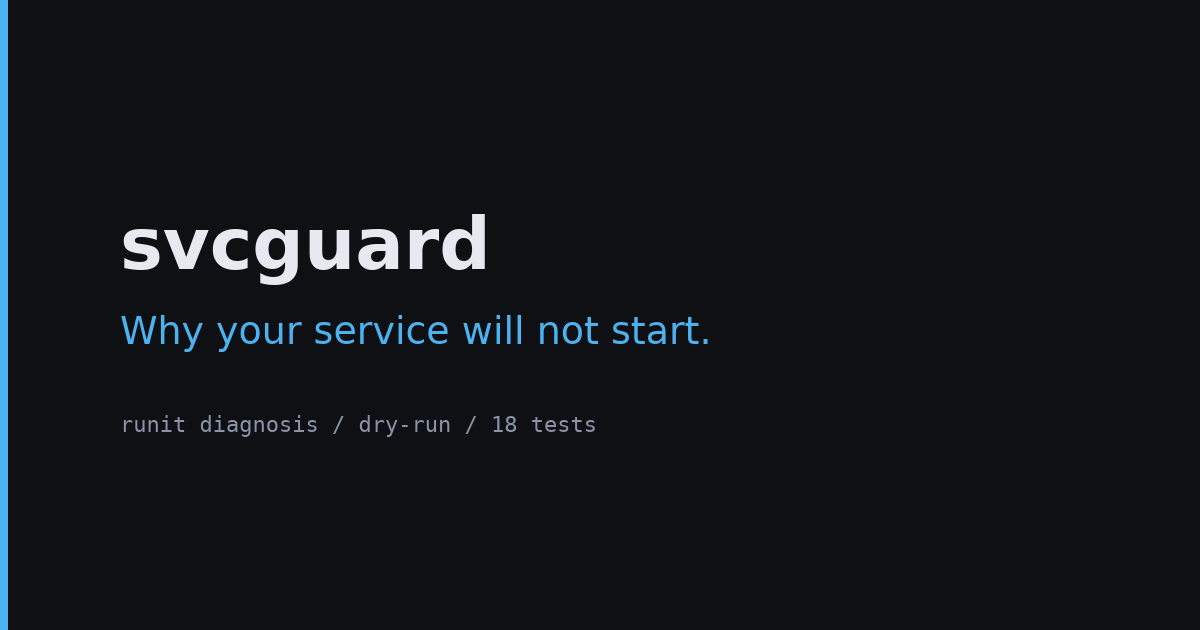 svcguard
Why your service will not start.
runit diagnosis / dry-run / 18 tests